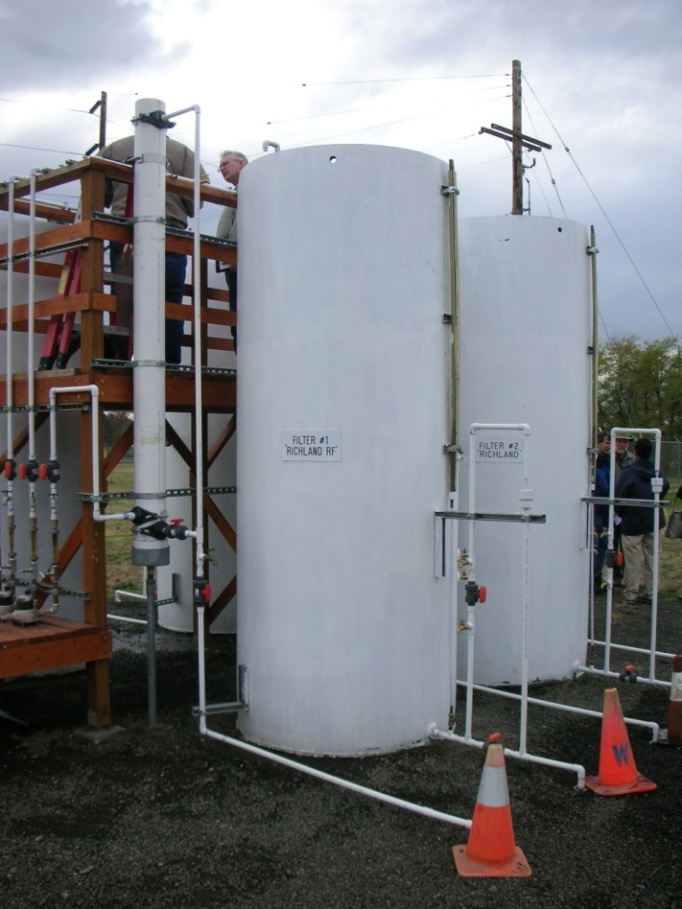 FILTER #1
"RICHLAND RF"
FILTER #2
"RICHLAND"
W